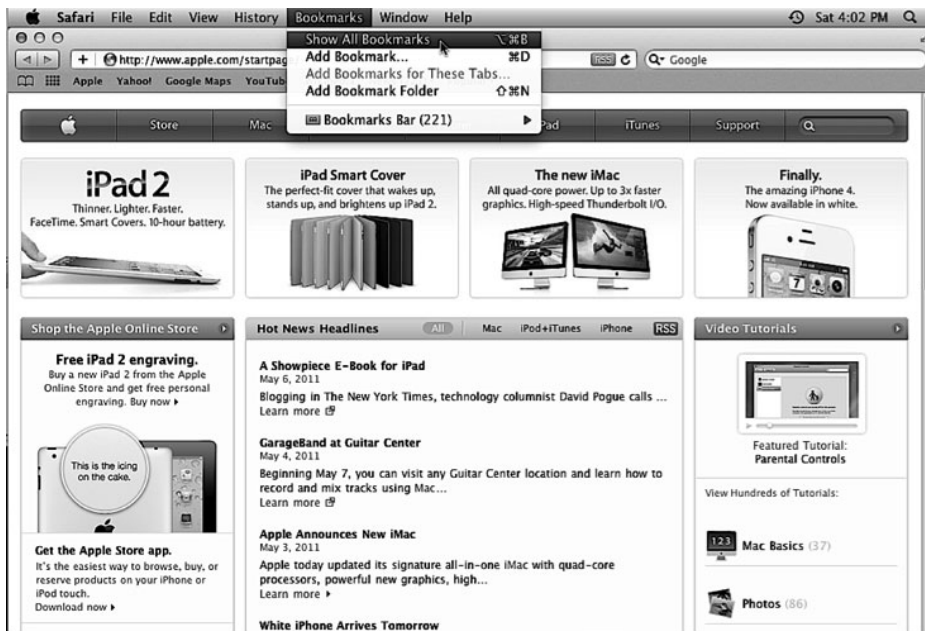 Safari File Edit View History Bookmarks Window Help
Sat 4:02 PM
Show All Bookmarks ⌥⌘B
Add Bookmark... ⌘D
Add Bookmarks for These Tabs...
Add Bookmark Folder ⇧⌘N
Bookmarks Bar (221)
http://www.apple.com/startpag
RSS
Google
Apple Yahoo! Google Maps YouTub
Store Mac Pad iTunes Support
iPad 2
Thinner. Lighter. Faster.
FaceTime. Smart Covers. 10-hour battery.
iPad Smart Cover
The perfect-fit cover that wakes up,
stands up, and brightens up iPad 2.
The new iMac
All quad-core power. Up to 3x faster
graphics. High-speed Thunderbolt I/O.
Finally.
The amazing iPhone 4.
Now available in white.
Shop the Apple Online Store
Free iPad 2 engraving.
Buy a new iPad 2 from the Apple
Online Store and get free personal
engraving. Buy now
This is the icing
on the cake.
Get the Apple Store app.
It's the easiest way to browse, buy, or
reserve products on your iPhone or
iPod touch.
Download now
Hot News Headlines All Mac iPod+iTunes iPhone RSS
A Showpiece E-Book for iPad
May 6, 2011
Blogging in The New York Times, technology columnist David Pogue calls ...
Learn more
GarageBand at Guitar Center
May 4, 2011
Beginning May 7, you can visit any Guitar Center location and learn how to
record and mix tracks using Mac...
Learn more
Apple Announces New iMac
May 3, 2011
Apple today updated its signature all-in-one iMac with quad-core
processors, powerful new graphics, high...
Learn more
White iPhone Arrives Tomorrow
Video Tutorials
Featured Tutorial:
Parental Controls
View Hundreds of Tutorials:
123
Mac Basics (37)
Photos (86)